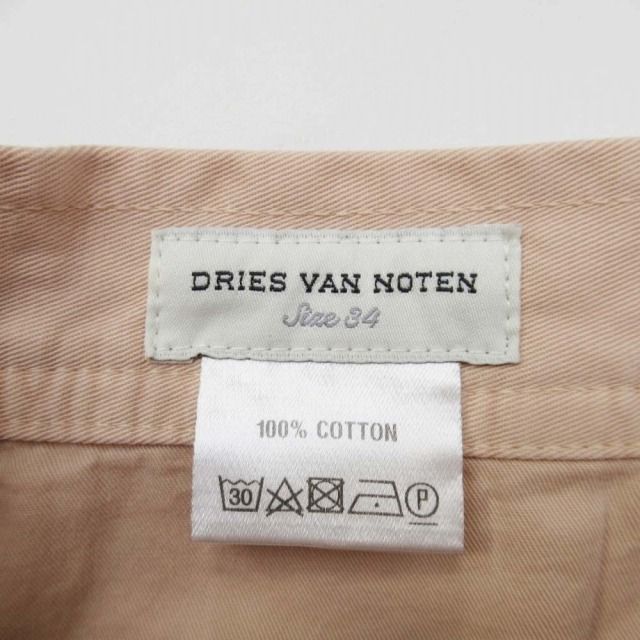 DRIES VAN NOTEN
Size 34
100% COTTON
30 P